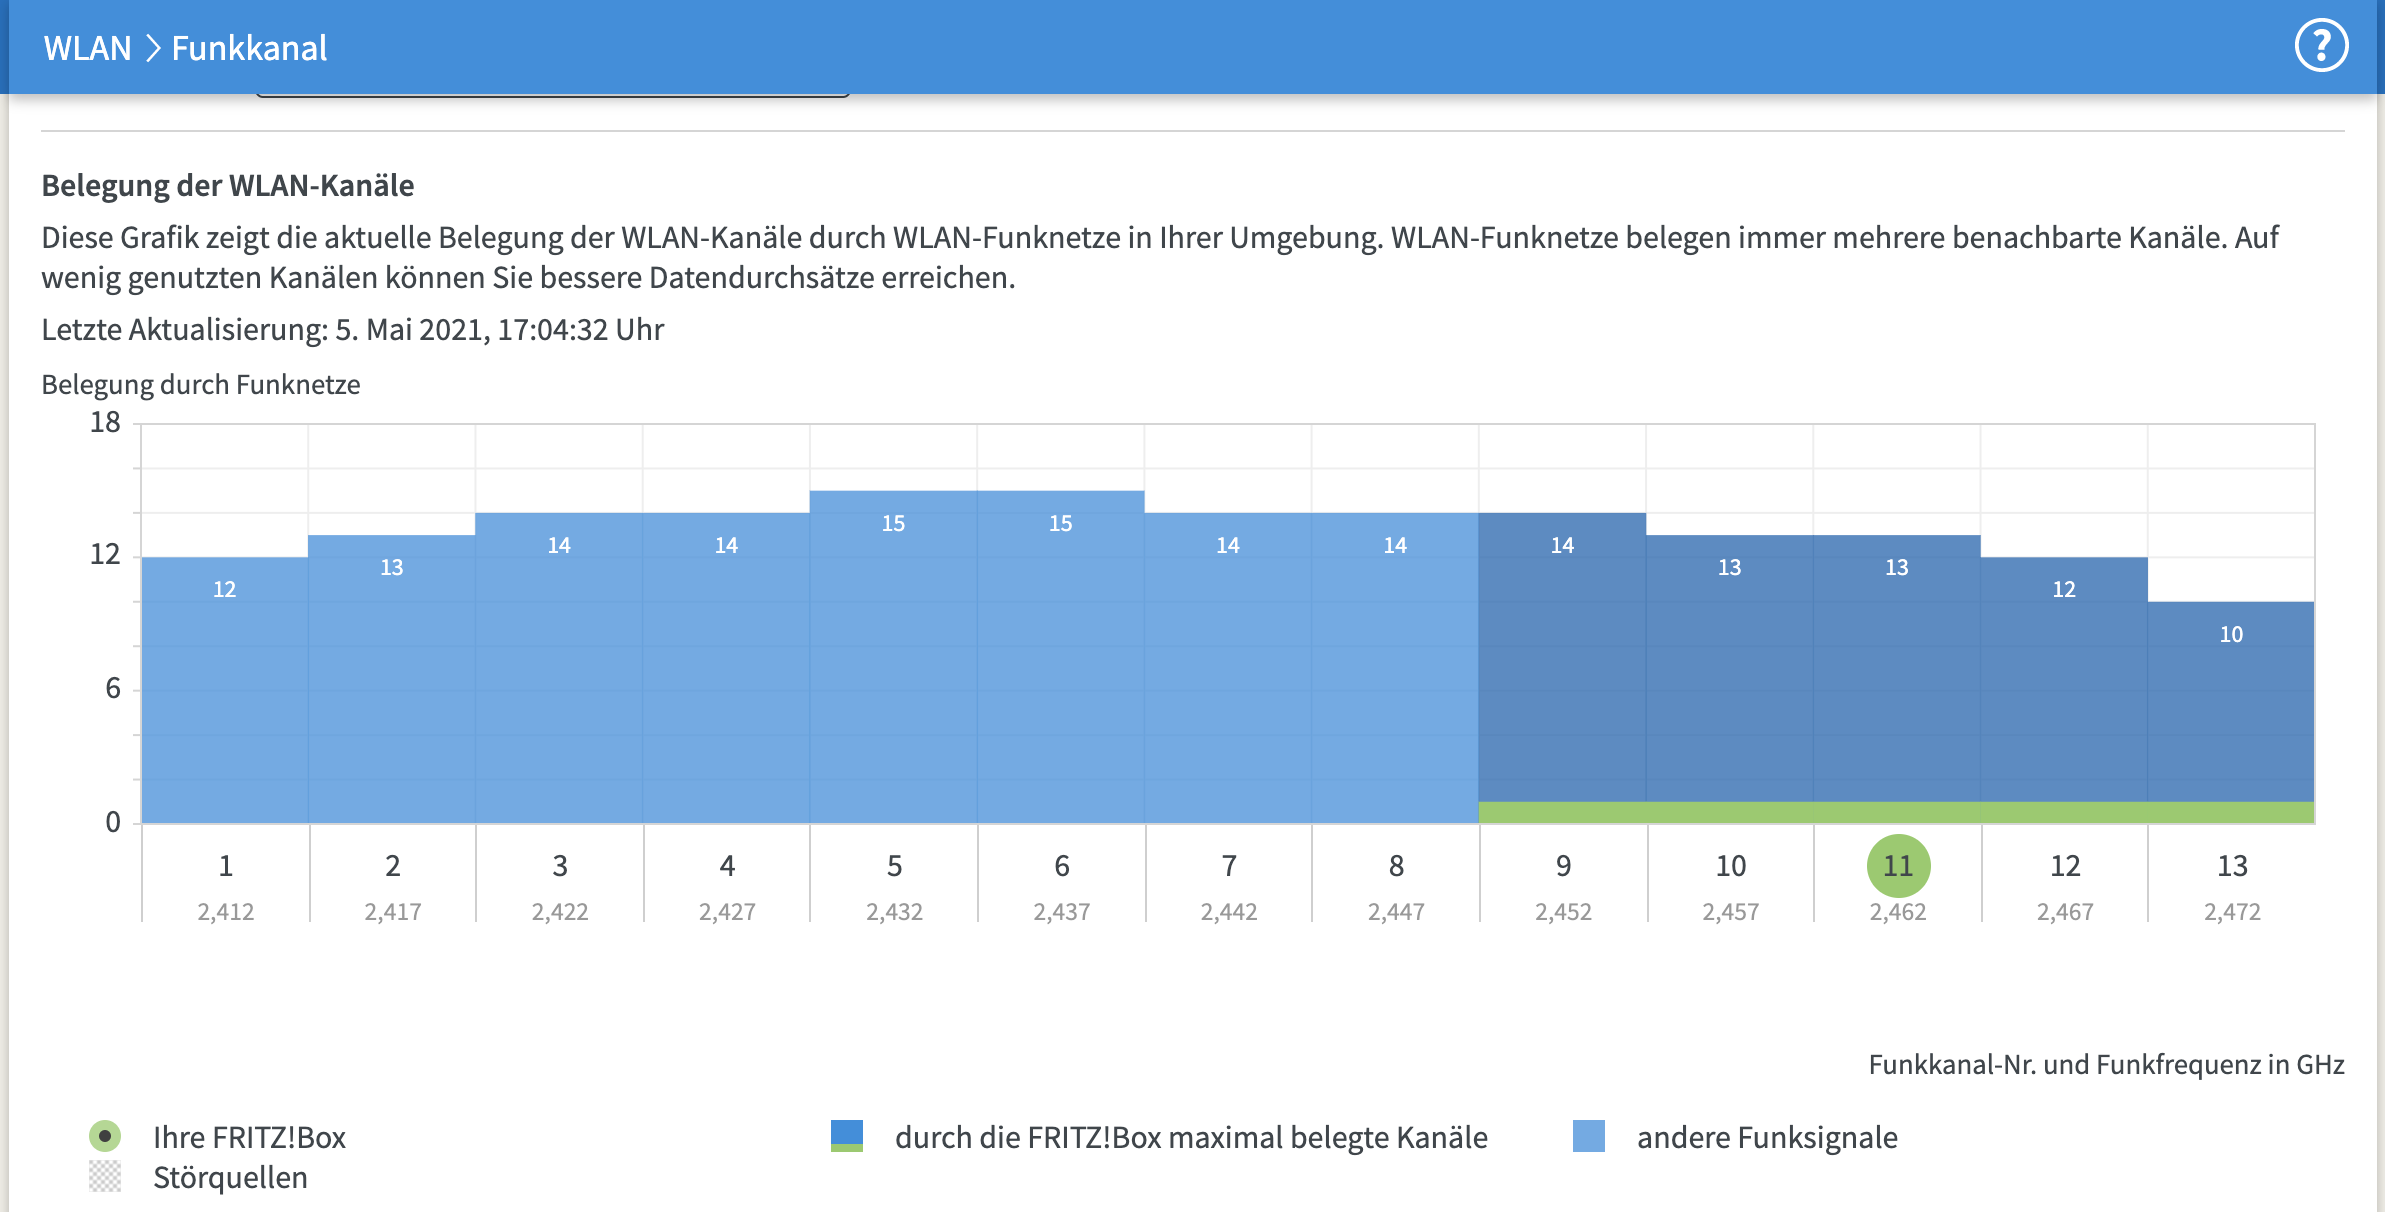 WLAN > Funkkanal
?
Belegung der WLAN-Kanäle
Diese Grafik zeigt die aktuelle Belegung der WLAN-Kanäle durch WLAN-Funknetze in Ihrer Umgebung. WLAN-Funknetze belegen immer mehrere benachbarte Kanäle. Auf
wenig genutzten Kanälen können Sie bessere Datendurchsätze erreichen.
Letzte Aktualisierung: 5. Mai 2021, 17:04:32 Uhr
Belegung durch Funknetze
18
12
6
0
12 13 14 14 15 15 14 14 14 13 13 12 10
1 2 3 4 5 6 7 8 9 10 11 12 13
2,412 2,417 2,422 2,427 2,432 2,437 2,442 2,447 2,452 2,457 2,462 2,467 2,472
Funkkanal-Nr. und Funkfrequenz in GHz
Ihre FRITZ!Box durch die FRITZ!Box maximal belegte Kanäle andere Funksignale
Störquellen